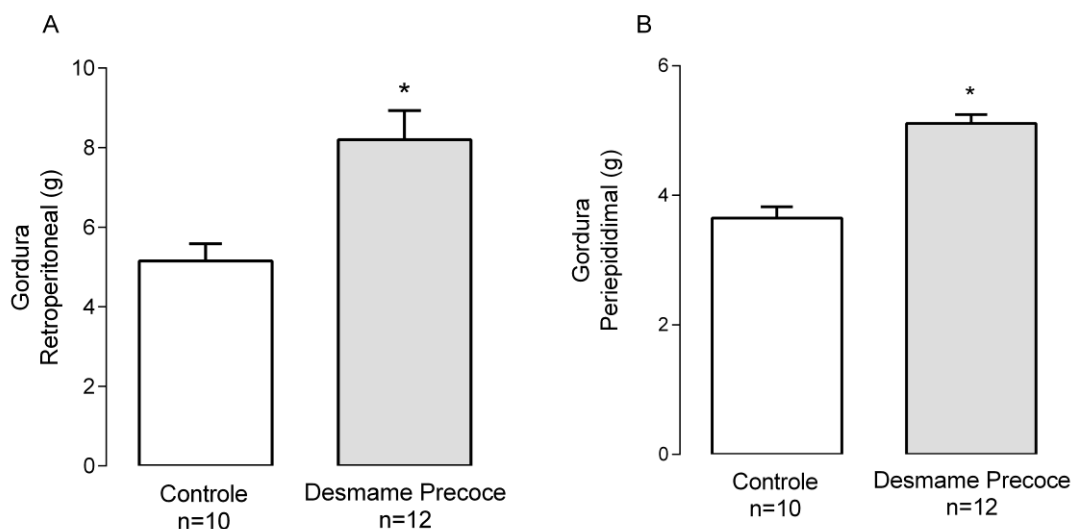 A
Gordura
Retroperitoneal (g)
10
8
6
4
2
0
*
Controle
n=10
Desmame Precoce
n=12
B
Gordura
Periepididimal (g)
6
4
2
0
*
Controle
n=10
Desmame Precoce
n=12